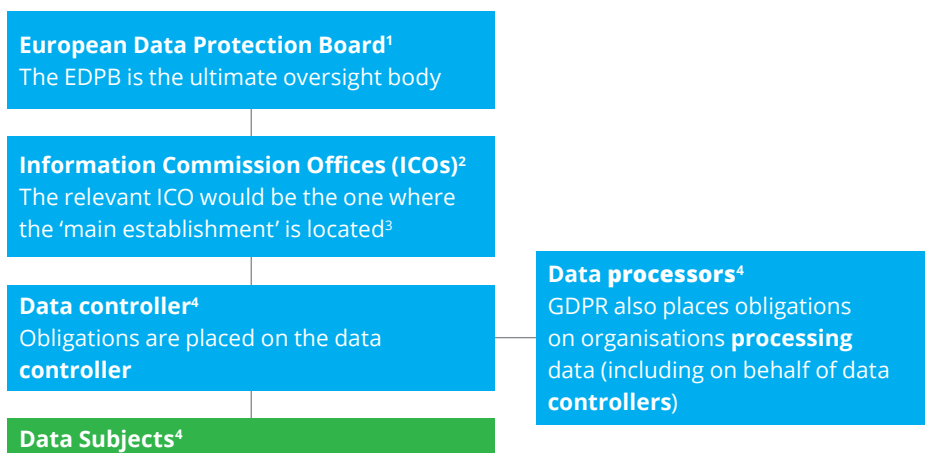 European Data Protection Board¹
The EDPB is the ultimate oversight body
Information Commission Offices (ICOs)²
The relevant ICO would be the one where
the ‘main establishment’ is located³
Data controller⁴
Obligations are placed on the data
controller
Data processors⁴
GDPR also places obligations
on organisations processing
data (including on behalf of data
controllers)
Data Subjects⁴